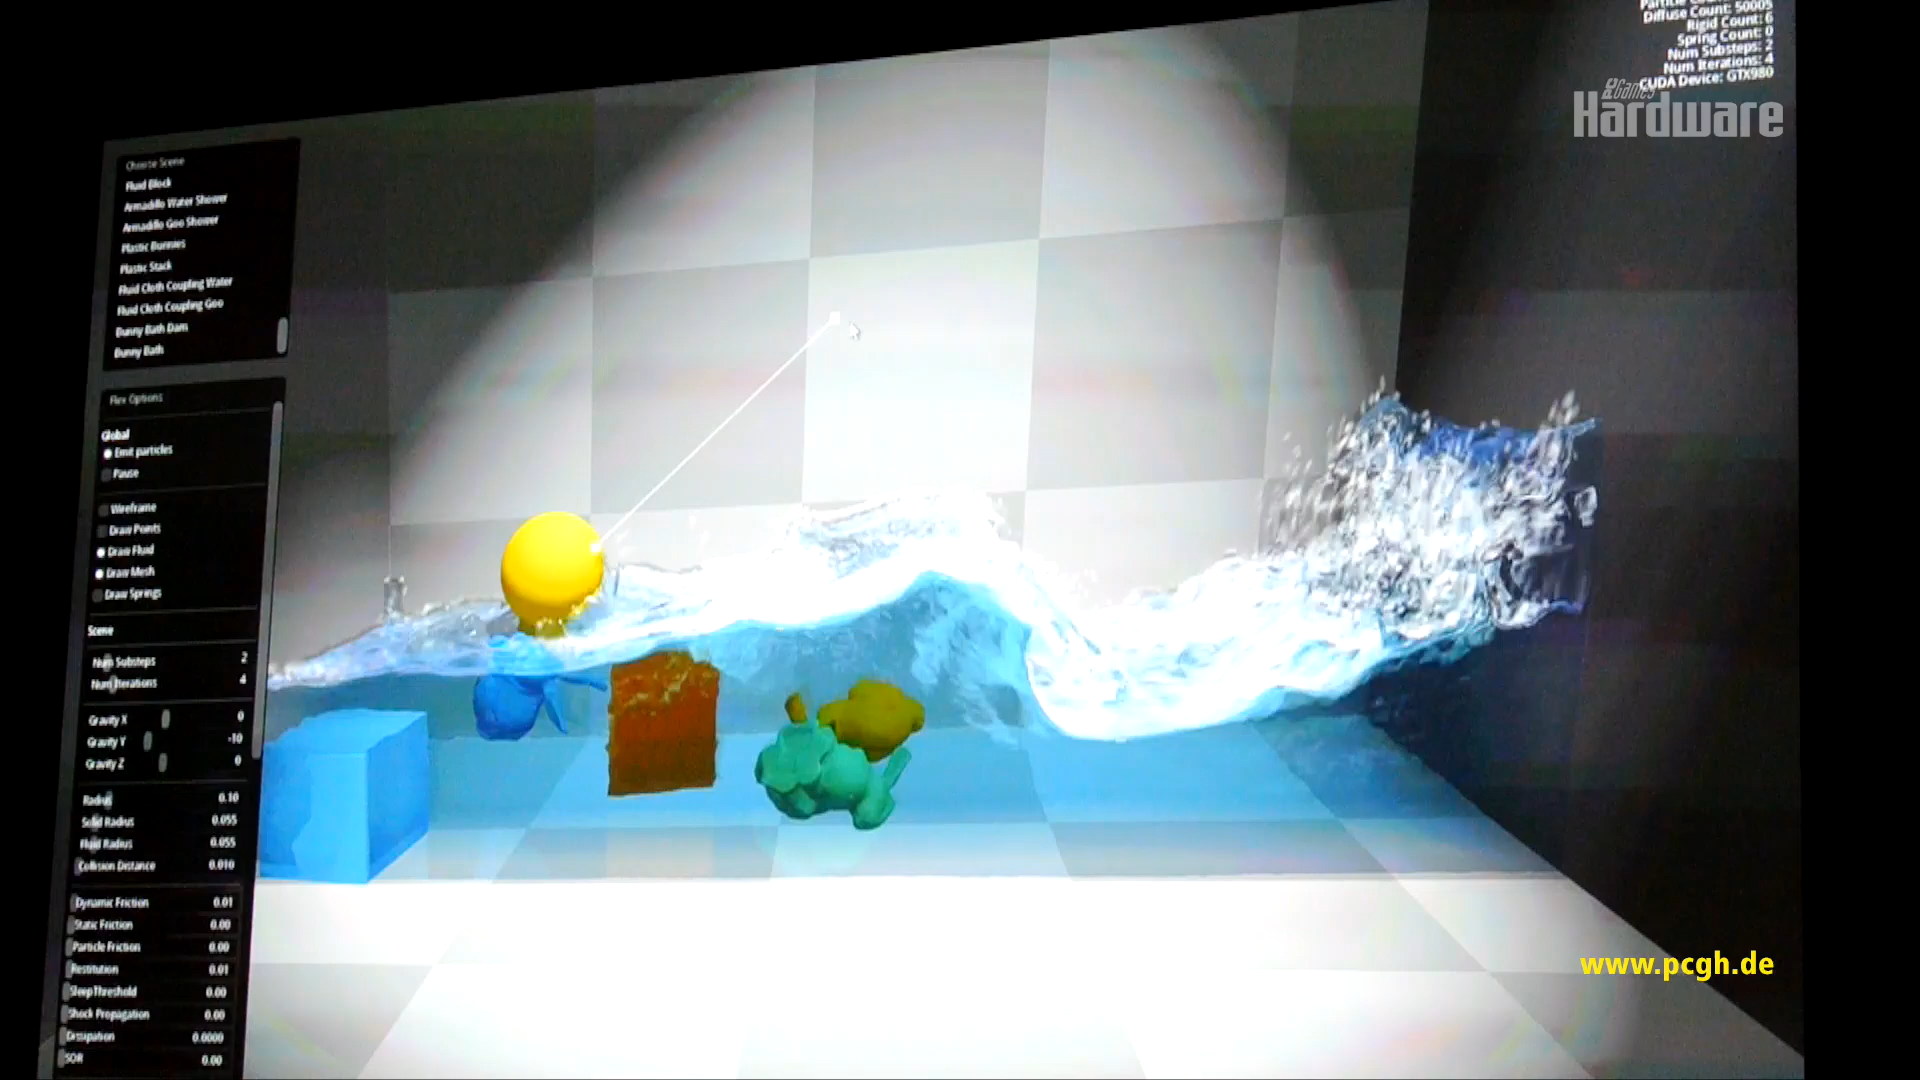 Choose Scene
Fluid Block
Armadillo Water Shower
Armadillo Goo Shower
Plastic Bunnies
Plastic Stack
Fluid Cloth Coupling Water
Fluid Cloth Coupling Goo
Bunny Bath Dam
Bunny Bath
Flex Options
Global
Emit particles
Pause
Wireframe
Draw Points
Draw Fluid
Draw Mesh
Draw Springs
Scene
Num Substeps 2
Num Iterations 4
Gravity X 0
Gravity Y -10
Gravity Z 0
Radius 0.10
Solid Radius 0.055
Fluid Radius 0.055
Collision Distance 0.010
Dynamic Friction 0.01
Static Friction 0.00
Particle Friction 0.00
Restitution 0.01
SleepThreshold 0.00
Shock Propagation 0.00
Dissipation 0.0000
SOR 0.00
Particle
Diffuse Count: 50005
Rigid Count: 6
Spring Count: 0
Num Substeps: 2
Num Iterations: 4
CUDA Device: GTX980
PC Games
Hardware
www.pcgh.de